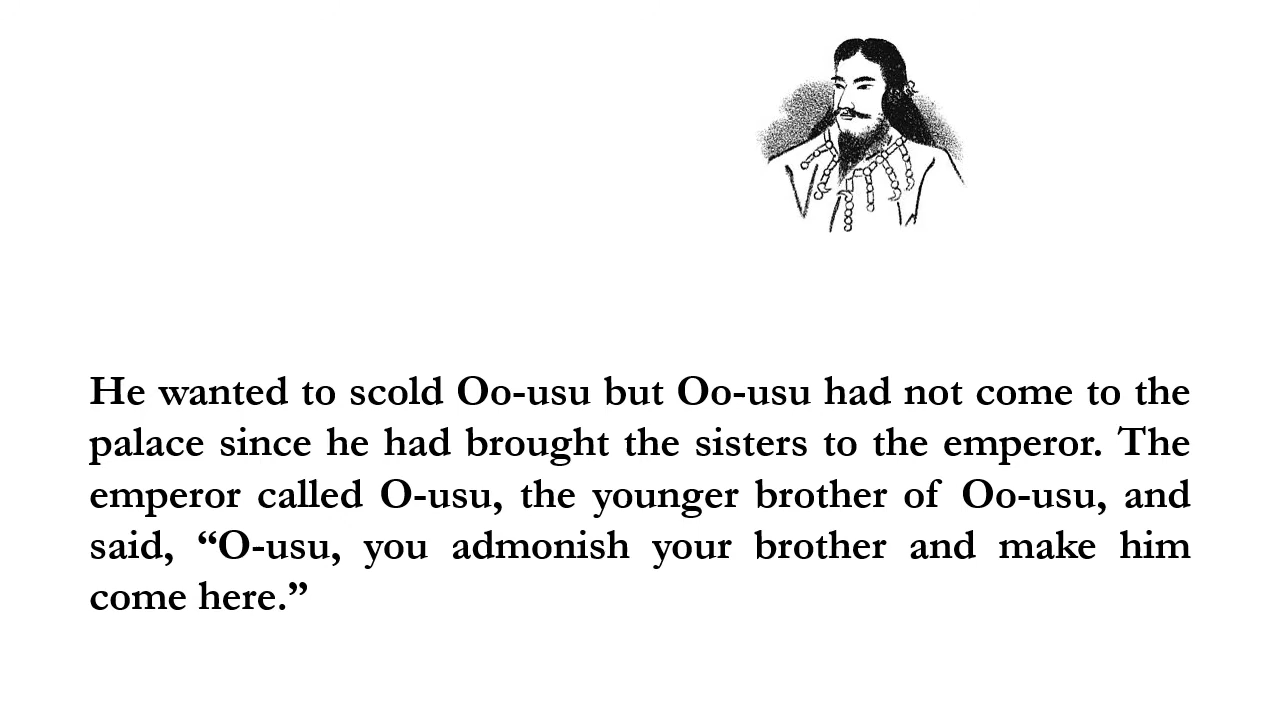 He wanted to scold Oo-usu but Oo-usu had not come to the
palace since he had brought the sisters to the emperor. The
emperor called O-usu, the younger brother of Oo-usu, and
said, “O-usu, you admonish your brother and make him
come here.”